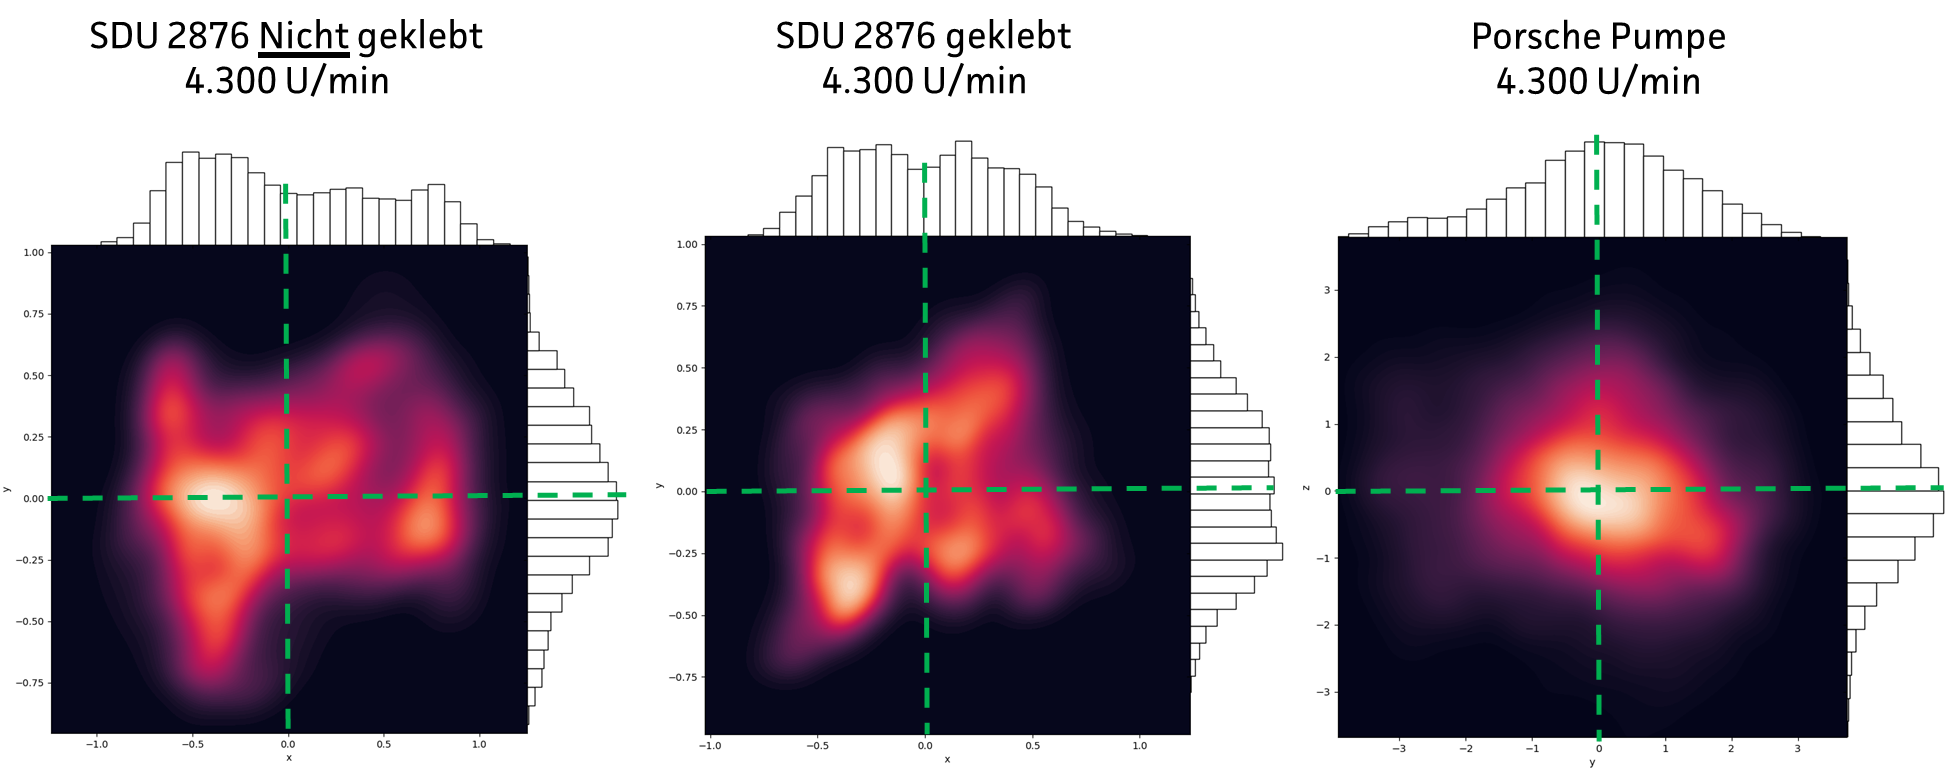 SDU 2876 Nicht geklebt
4.300 U/min
SDU 2876 geklebt
4.300 U/min
Porsche Pumpe
4.300 U/min
1.00
0.75
0.50
0.25
0.00
−0.25
−0.50
−0.75
y
−1.0 −0.5 0.0 0.5 1.0
x
1.00
0.75
0.50
0.25
0.00
−0.25
−0.50
−0.75
y
−1.0 −0.5 0.0 0.5 1.0
x
3
2
1
0
−1
−2
−3
z
−3 −2 −1 0 1 2 3
y